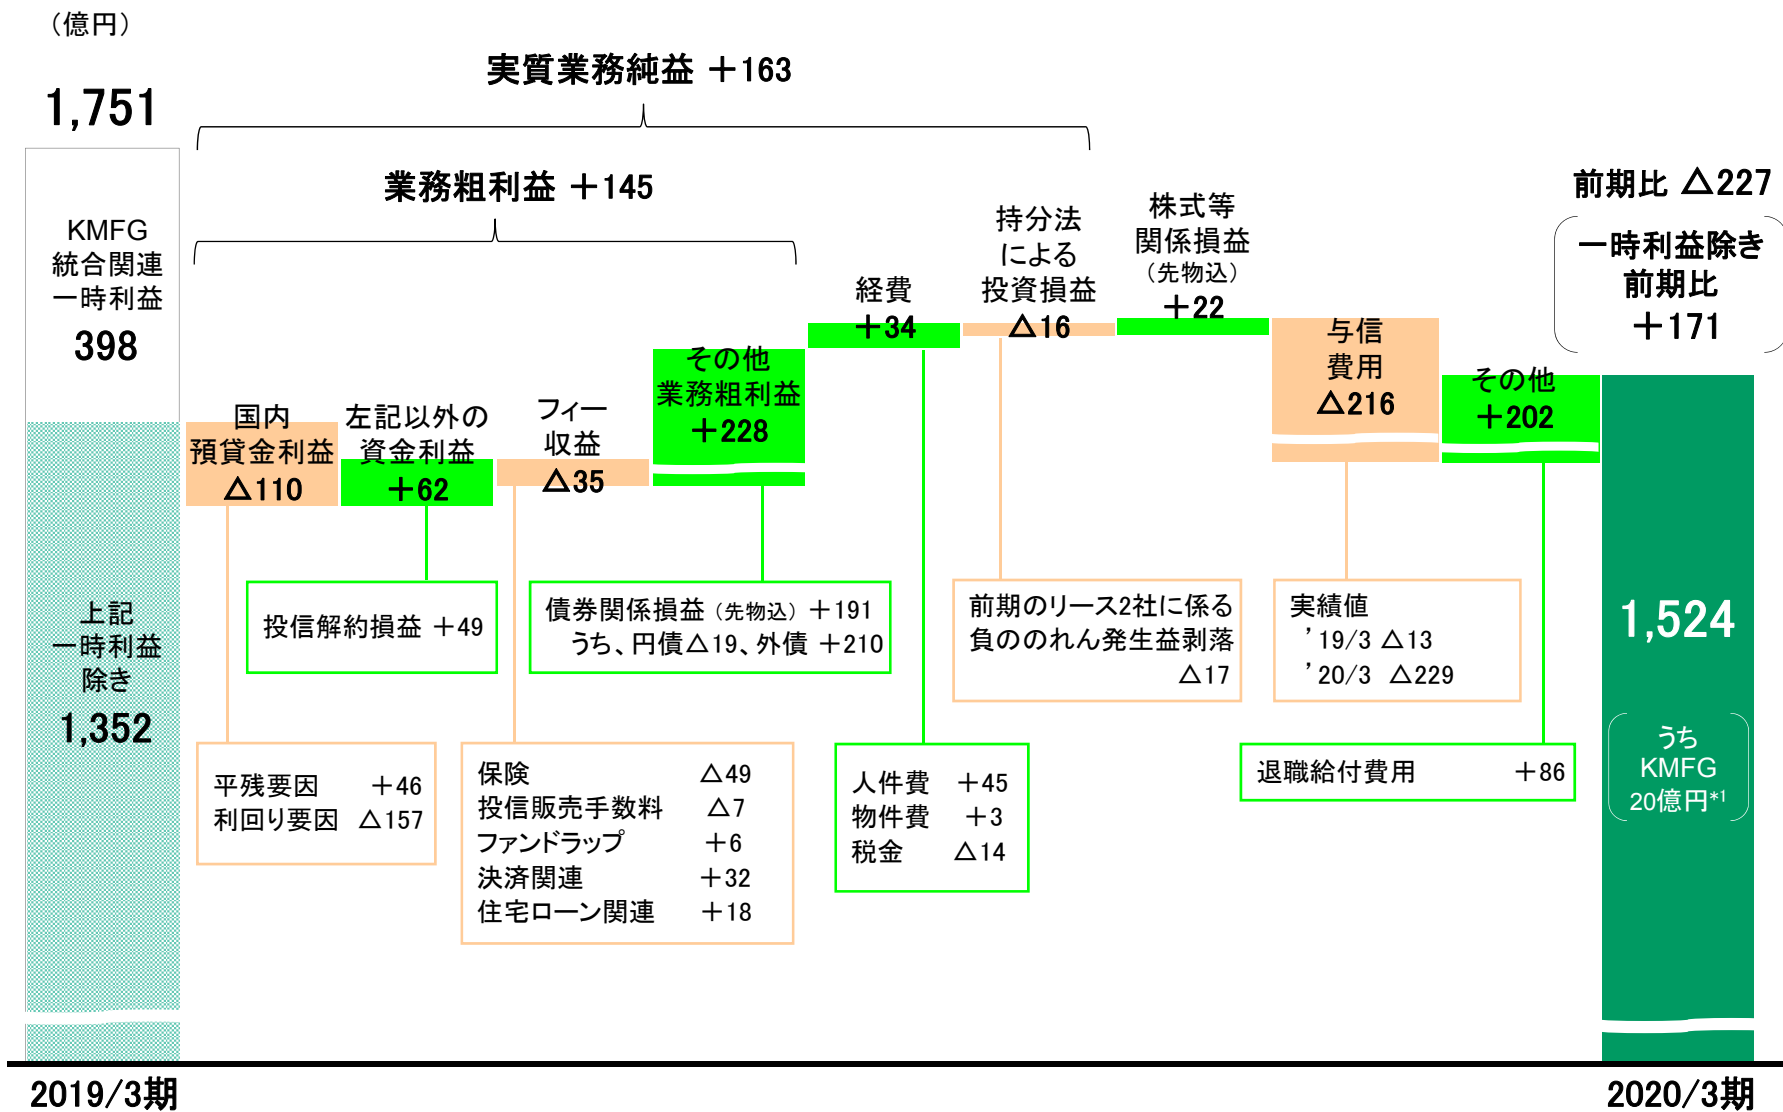 （億円）
1,751
実質業務純益 ＋163
業務粗利益 ＋145
KMFG
統合関連
一時利益
398
上記
一時利益
除き
1,352
国内
預貸金利益
△110
左記以外の
資金利益
＋62
フィー
収益
△35
その他
業務粗利益
＋228
経費
＋34
持分法
による
投資損益
△16
株式等
関係損益
（先物込）
＋22
与信
費用
△216
その他
＋202
前期比 △227
一時利益除き
前期比
＋171
投信解約損益 ＋49
債券関係損益（先物込）＋191
うち、円債△19、外債 ＋210
前期のリース2社に係る
負ののれん発生益剥落
△17
実績値
’19/3 △13
’20/3 △229
平残要因 ＋46
利回り要因 △157
保険 △49
投信販売手数料 △7
ファンドラップ ＋6
決済関連 ＋32
住宅ローン関連 ＋18
人件費 ＋45
物件費 ＋3
税金 △14
退職給付費用 ＋86
1,524
うち
KMFG
20億円*1
2019/3期
2020/3期